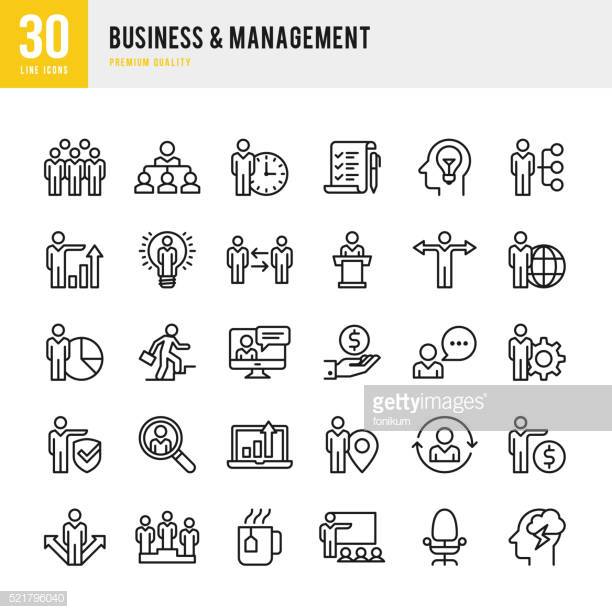 30
LINE ICONS
BUSINESS & MANAGEMENT
PREMIUM QUALITY
$
gettyimages
fonikum
$
521796040